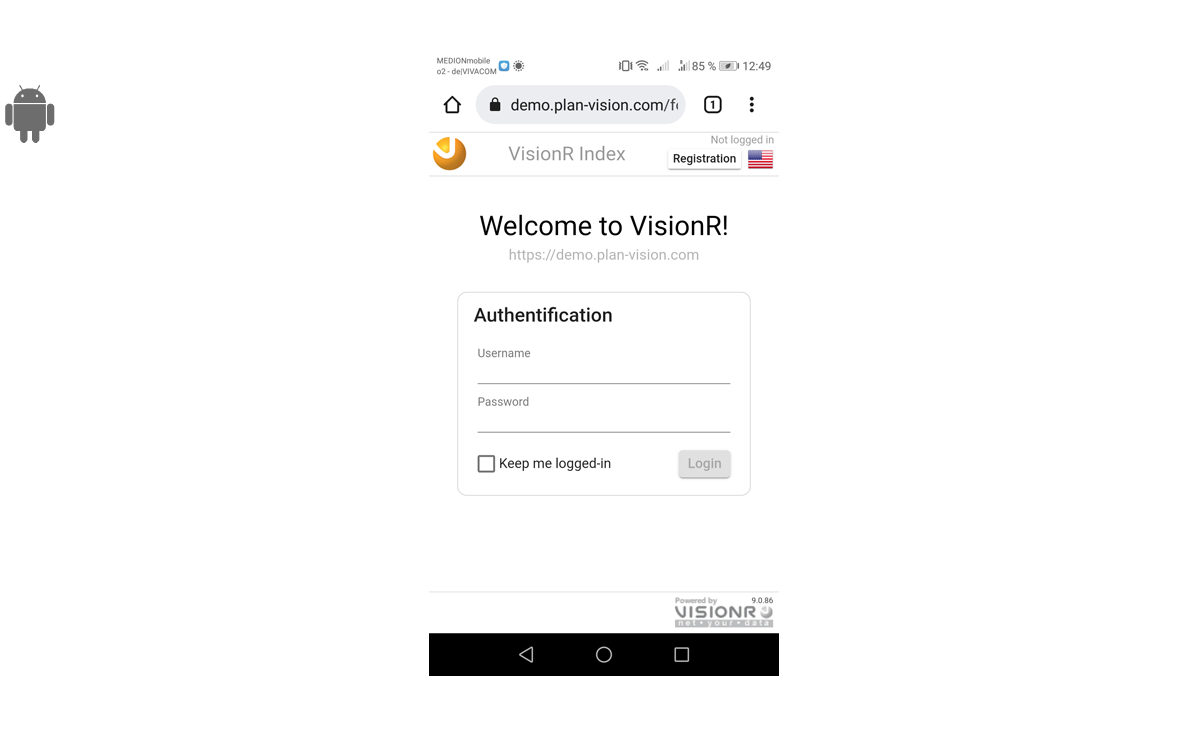 MEDIONmobile
o2 - de|VIVACOM
85 % 12:49
demo.plan-vision.com/f
1
Not logged in
VisionR Index
Registration
Welcome to VisionR!
https://demo.plan-vision.com
Authentification
Username
Password
Keep me logged-in
Login
Powered by 9.0.86
VISIONR
net • your • data